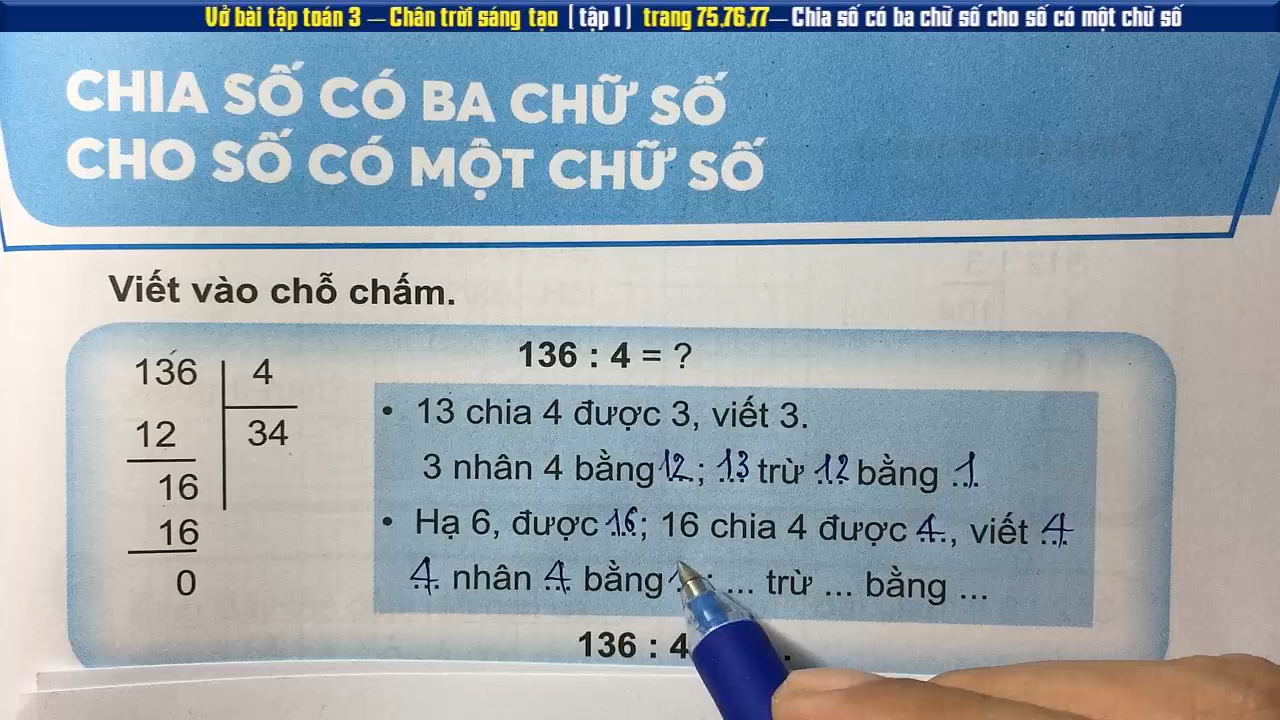 Vở bài tập toán 3 – Chân trời sáng tạo (tập 1) trang 75,76,77– Chia số có ba chữ số cho số có một chữ số
CHIA SỐ CÓ BA CHỮ SỐ
CHO SỐ CÓ MỘT CHỮ SỐ
Viết vào chỗ chấm.
136 : 4 = ?
136 4
12 34
16
16
0
• 13 chia 4 được 3, viết 3.
3 nhân 4 bằng 12; 13 trừ 12 bằng 1
• Hạ 6, được 16; 16 chia 4 được 4, viết 4
4 nhân 4 bằng ; ... trừ ... bằng ...
136 : 4